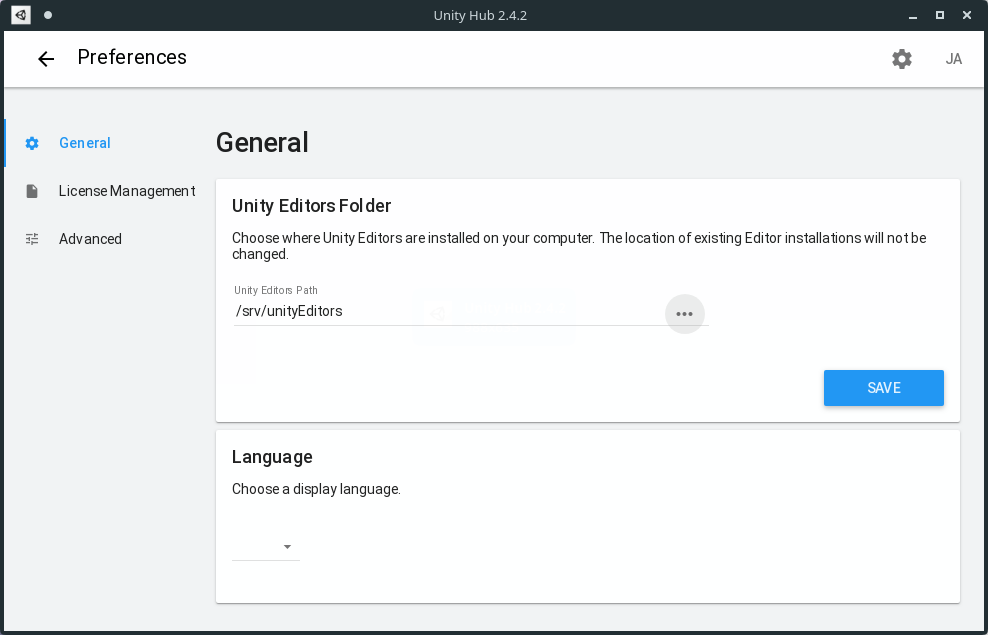 Unity Hub 2.4.2
Preferences
JA
General
License Management
Advanced
General
Unity Editors Folder
Choose where Unity Editors are installed on your computer. The location of existing Editor installations will not be
changed.
Unity Editors Path
/srv/unityEditors
SAVE
Language
Choose a display language.